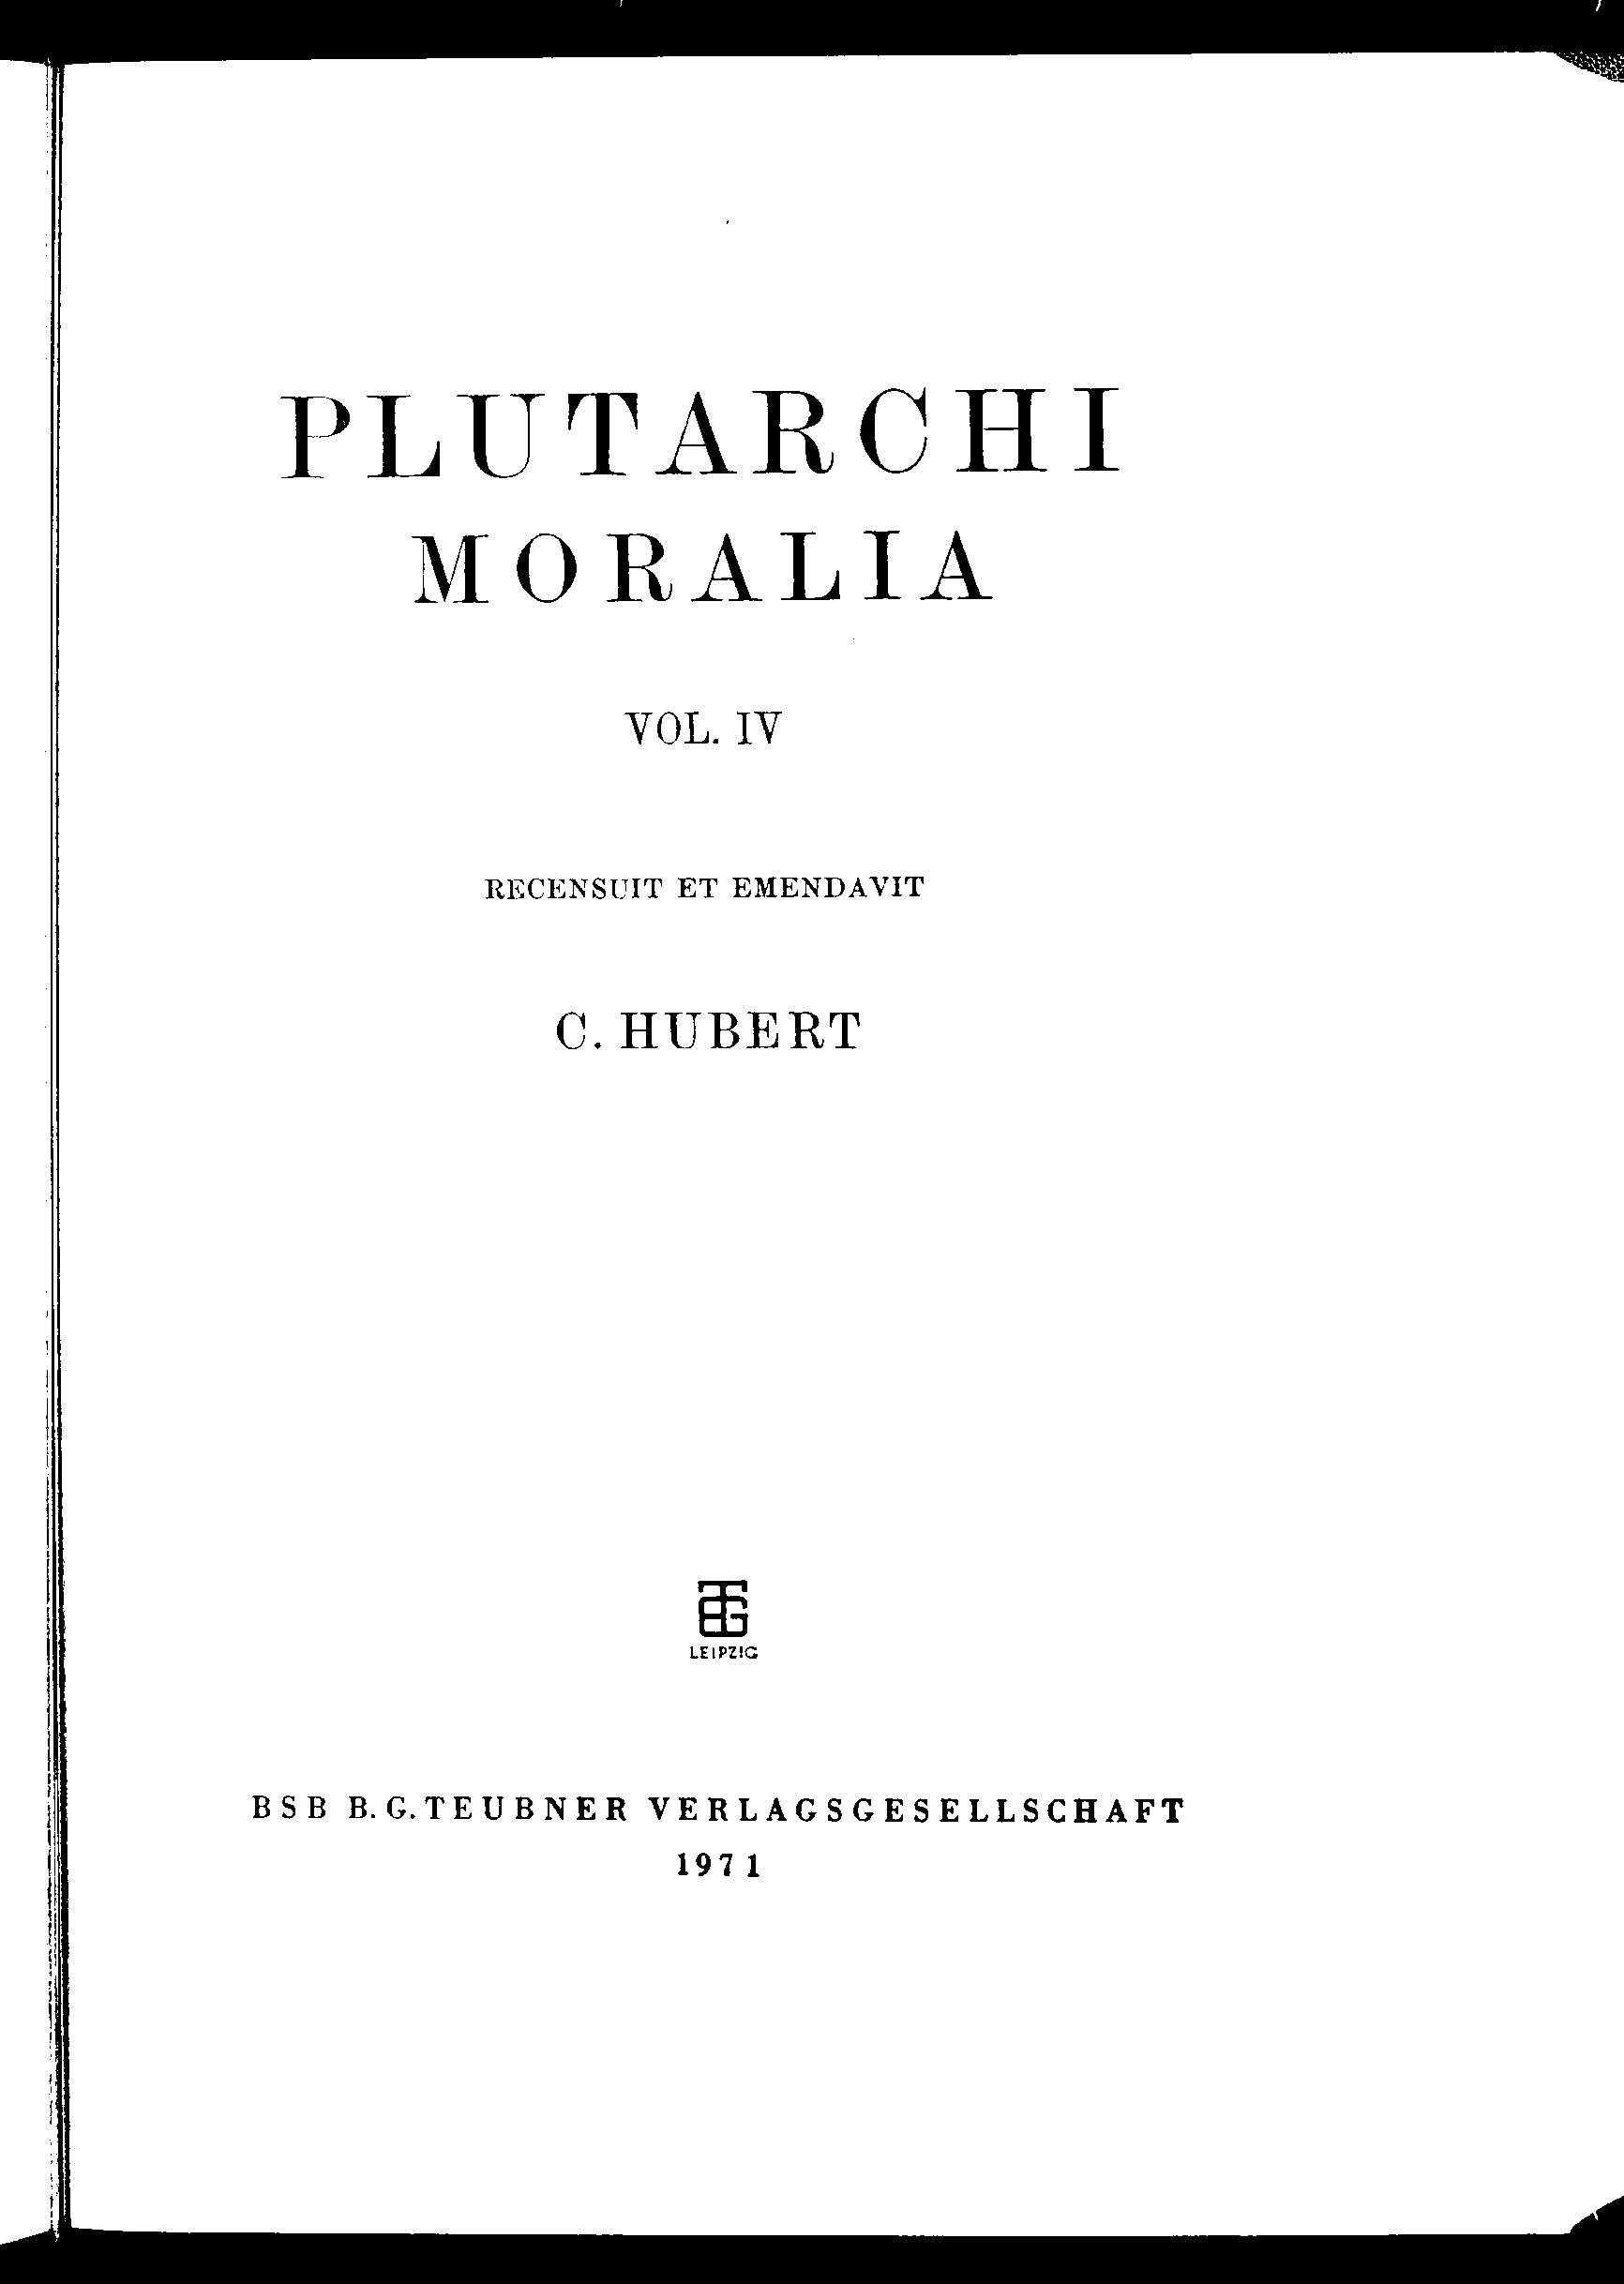 PLUTARCHI
MORALIA
VOL. IV
RECENSUIT ET EMENDAVIT
C. HUBERT
LEIPZIG
BSB B.G.TEUBNER VERLAGSGESELLSCHAFT
1971